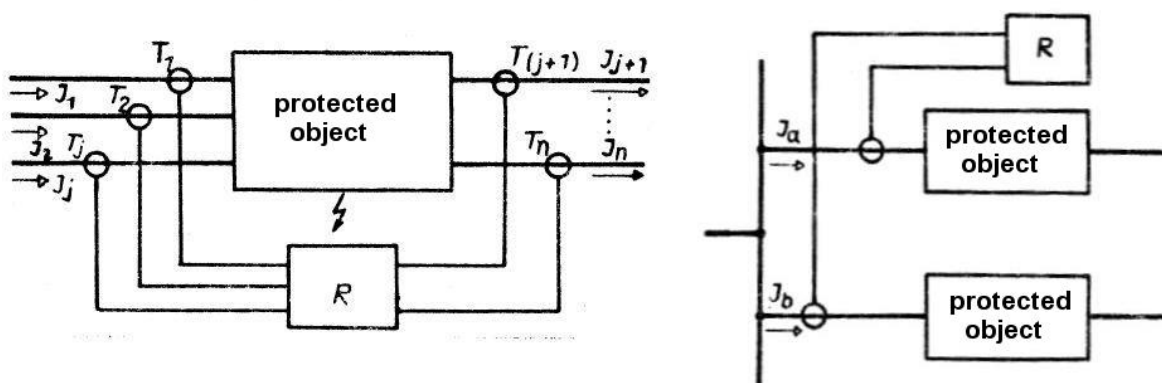 T1
T2
Tj
J1
J2
Jj
protected
object
T(j+1)
Jj+1
Tn
Jn
R
R
Ja
protected
object
Jb
protected
object